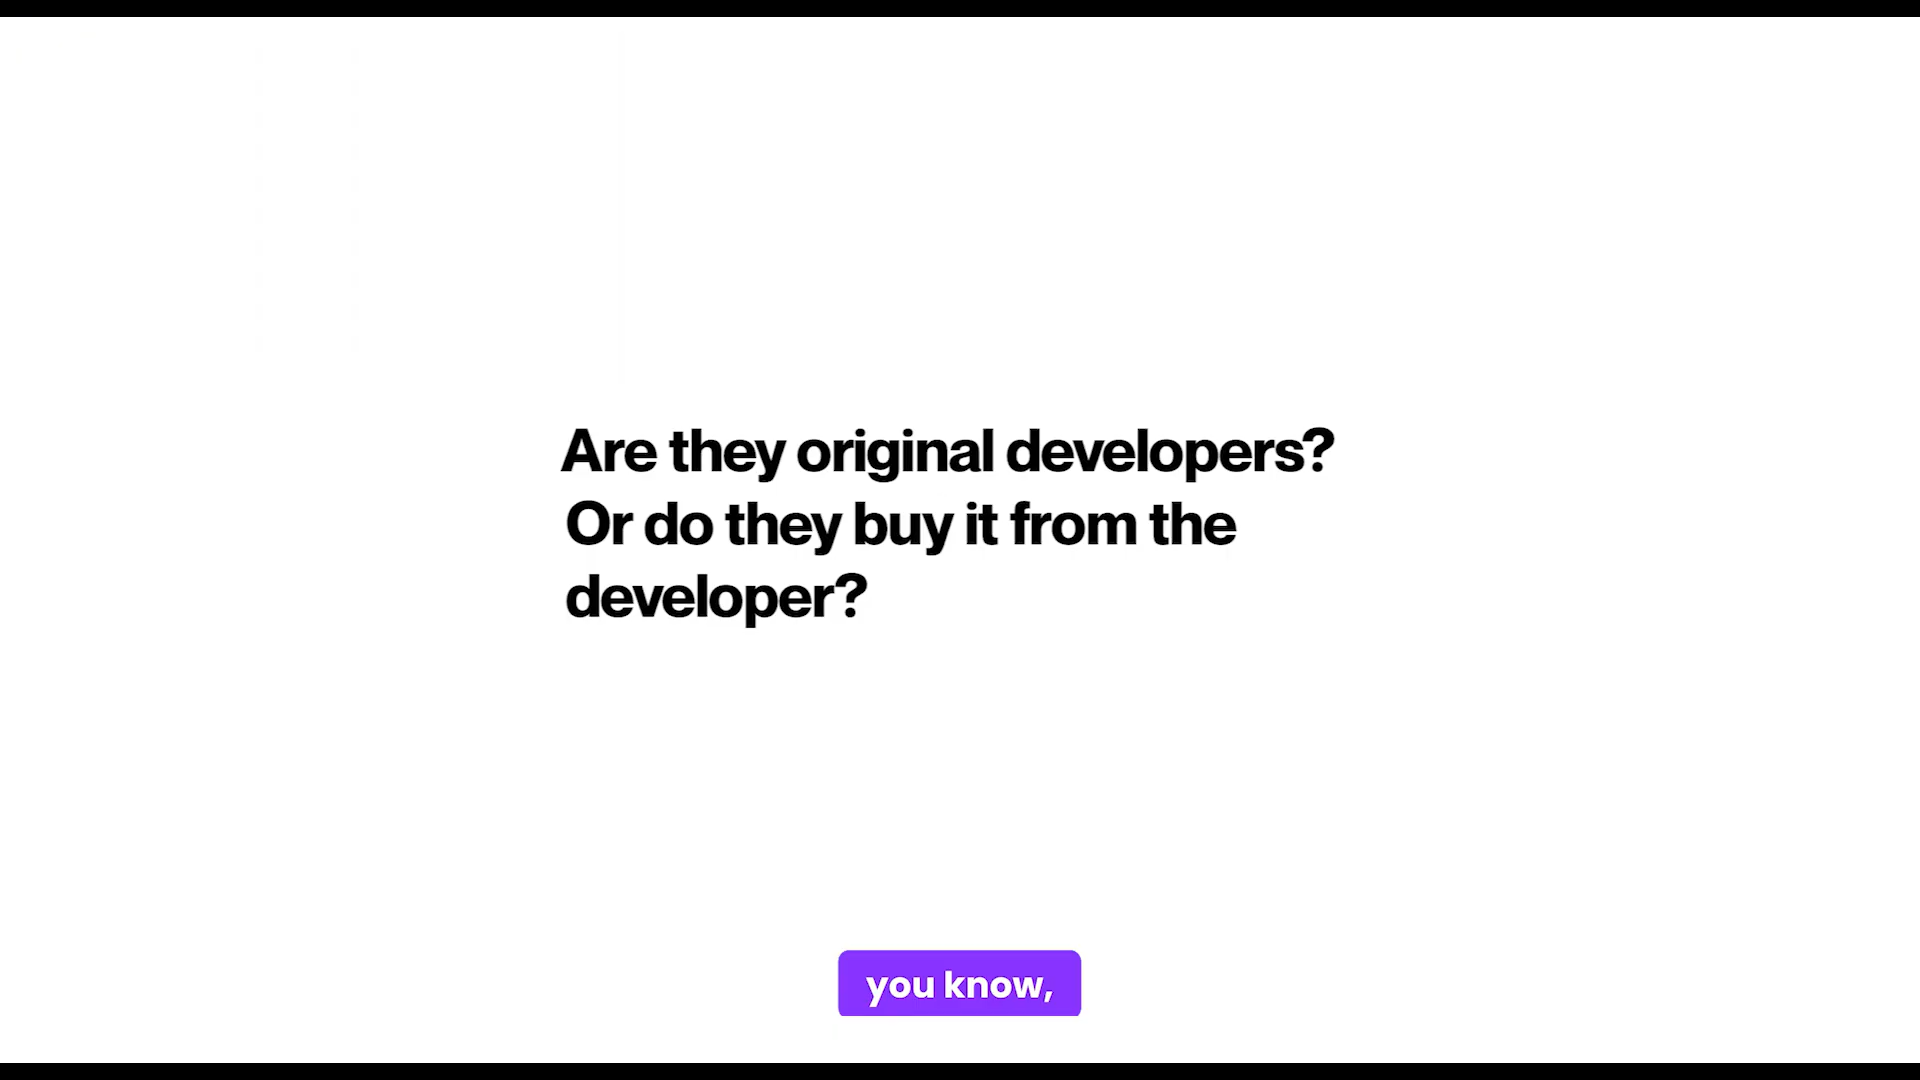 Are they original developers?
Or do they buy it from the
developer?
you know,